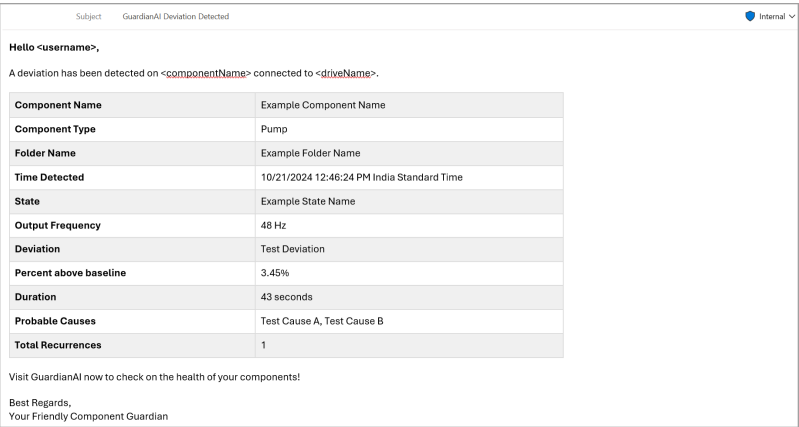 Subject GuardianAI Deviation Detected Internal
Hello <username>,
A deviation has been detected on <componentName> connected to <driveName>.
Component Name Example Component Name
Component Type Pump
Folder Name Example Folder Name
Time Detected 10/21/2024 12:46:24 PM India Standard Time
State Example State Name
Output Frequency 48 Hz
Deviation Test Deviation
Percent above baseline 3.45%
Duration 43 seconds
Probable Causes Test Cause A, Test Cause B
Total Recurrences 1
Visit GuardianAI now to check on the health of your components!
Best Regards,
Your Friendly Component Guardian